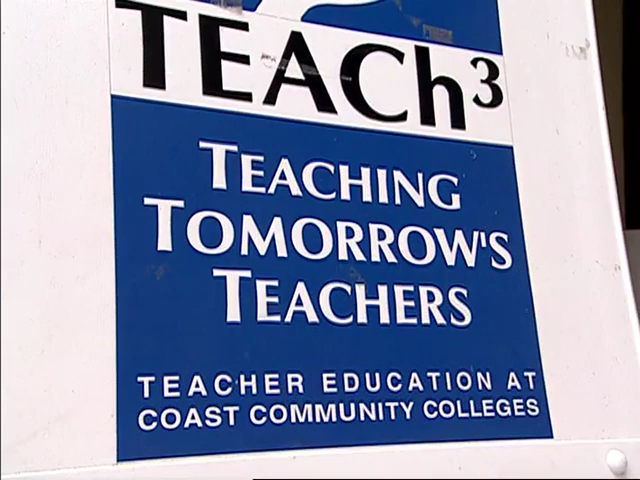 TEACh³
TEACHING
TOMORROW'S
TEACHERS
TEACHER EDUCATION AT
COAST COMMUNITY COLLEGES